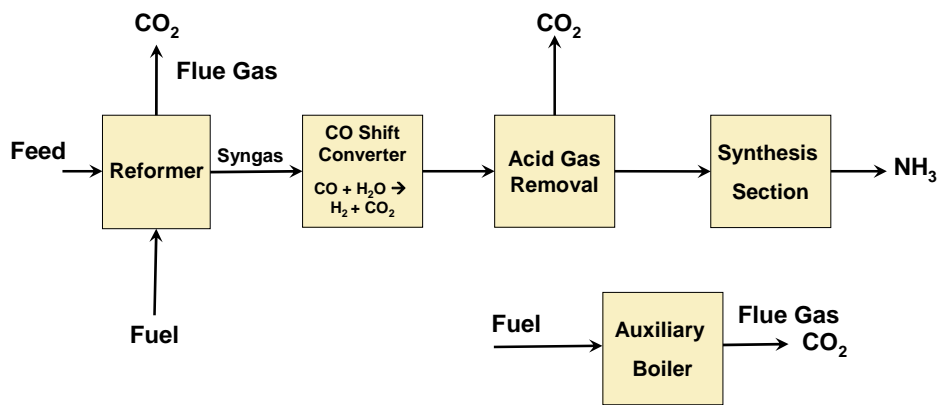 CO₂
Flue Gas
Feed
Reformer
Syngas
CO Shift
Converter
CO + H₂O →
H₂ + CO₂
CO₂
Acid Gas
Removal
Synthesis
Section
NH₃
Fuel
Fuel
Auxiliary
Boiler
Flue Gas
CO₂